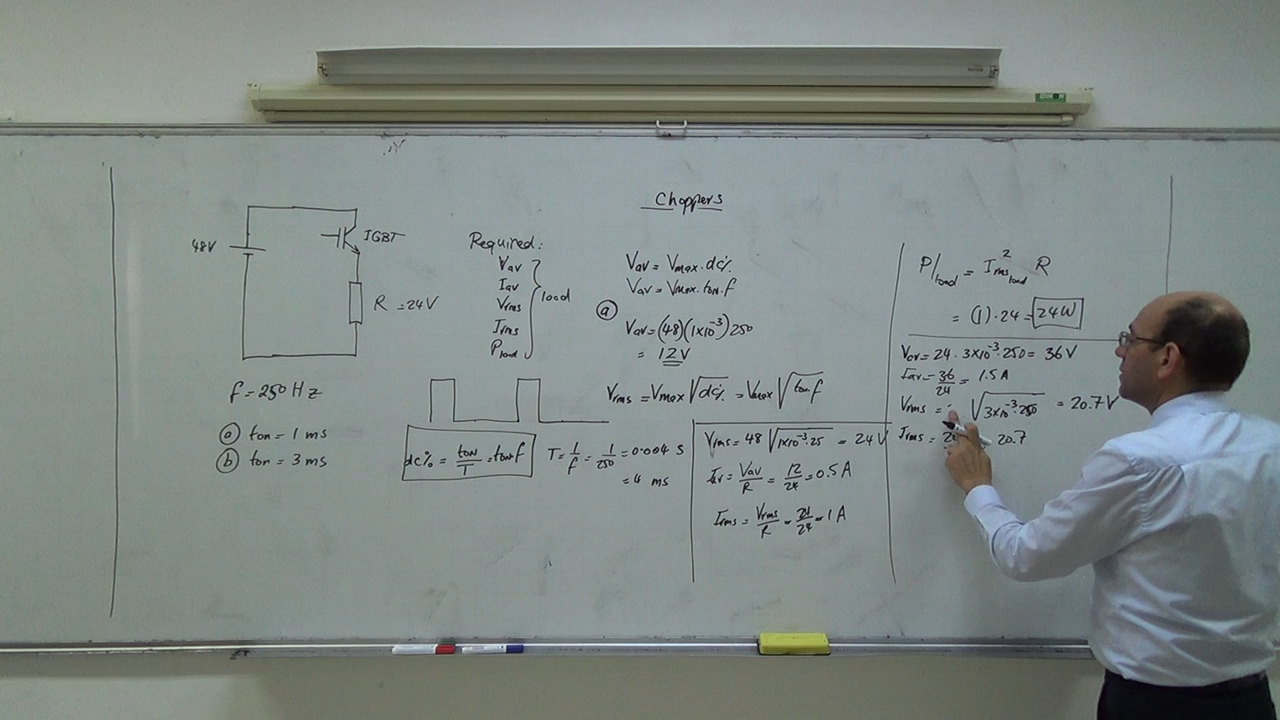 Choppers
48V
IGBT
R = 24V
f = 250 Hz
ⓐ ton = 1 ms
ⓑ ton = 3 ms
Required:
Vav
Iav
Vrms
Irms
Pload
load
dc% = ton/T = ton f
T = 1/f = 1/250 = 0.004 s
= 4 ms
Vav = Vmax . dc%
Vav = Vmax . ton . f
ⓐ
Vav = (48)(1x10⁻³) 250
= 12 V
Vrms = Vmax √dc% = Vmax √ton f
Vrms = 48 √1x10⁻³.25 = 24 V
Iav = Vav/R = 12/24 = 0.5 A
Irms = Vrms/R = 24/24 = 1 A
P/load = I²rms load R
= (1) . 24 = 24W
Vav = 24 . 3x10⁻³ . 250 = 36 V
Iav = 36/24 = 1.5 A
Vrms = √3x10⁻³.250 = 20.7 V
Irms = 20.7